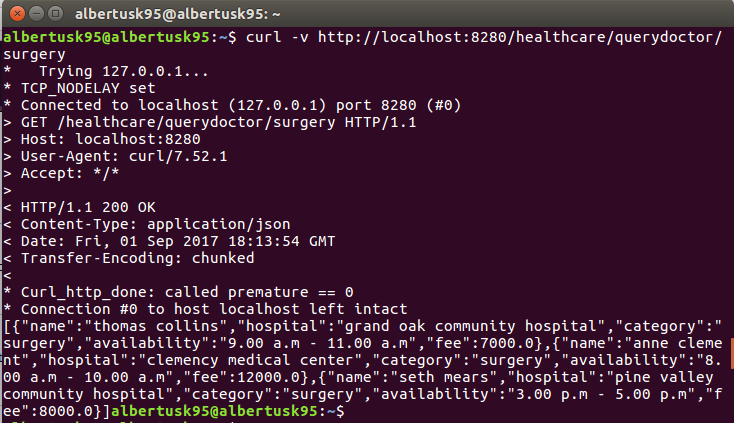 albertusk95@albertusk95: ~
albertusk95@albertusk95:~$ curl -v http://localhost:8280/healthcare/querydoctor/
surgery
*   Trying 127.0.0.1...
* TCP_NODELAY set
* Connected to localhost (127.0.0.1) port 8280 (#0)
> GET /healthcare/querydoctor/surgery HTTP/1.1
> Host: localhost:8280
> User-Agent: curl/7.52.1
> Accept: */*
>
< HTTP/1.1 200 OK
< Content-Type: application/json
< Date: Fri, 01 Sep 2017 18:13:54 GMT
< Transfer-Encoding: chunked
<
* Curl_http_done: called premature == 0
* Connection #0 to host localhost left intact
[{"name":"thomas collins","hospital":"grand oak community hospital","category":"
surgery","availability":"9.00 a.m - 11.00 a.m","fee":7000.0},{"name":"anne cleme
nt","hospital":"clemency medical center","category":"surgery","availability":"8.
00 a.m - 10.00 a.m","fee":12000.0},{"name":"seth mears","hospital":"pine valley 
community hospital","category":"surgery","availability":"3.00 p.m - 5.00 p.m","f
ee":8000.0}]albertusk95@albertusk95:~$